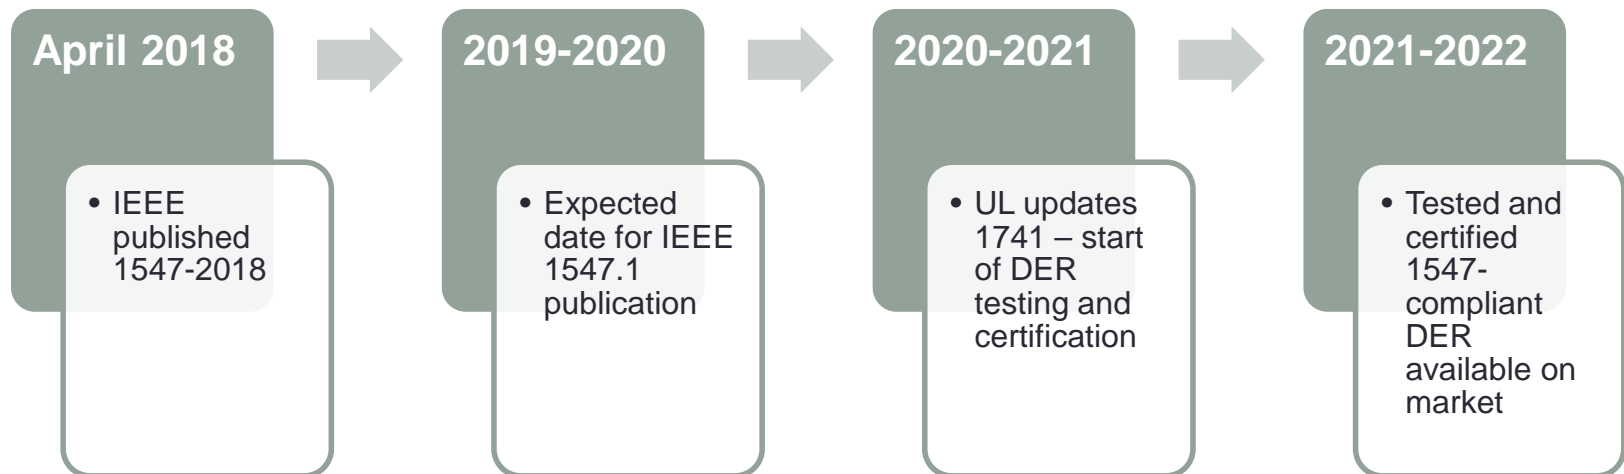 April 2018
• IEEE
published
1547-2018
2019-2020
• Expected
date for IEEE
1547.1
publication
2020-2021
• UL updates
1741 – start
of DER
testing and
certification
2021-2022
• Tested and
certified
1547-
compliant
DER
available on
market